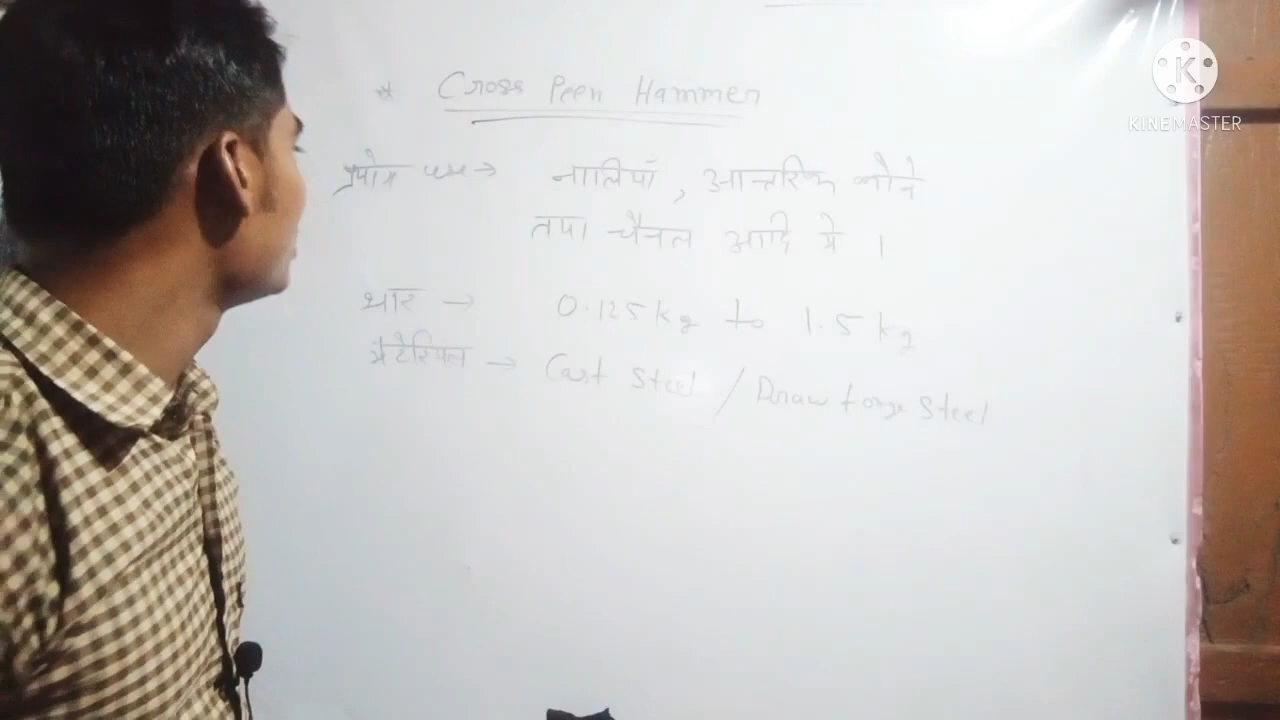 * Cross Peen Hammer
प्रयोग → नालियाँ, आन्तरिक कोने
तथा चैनल आदि मे ।
भार → 0.125 kg to 1.5 kg
मेटेरियल → Cast Steel / Draw forge Steel
KINEMASTER